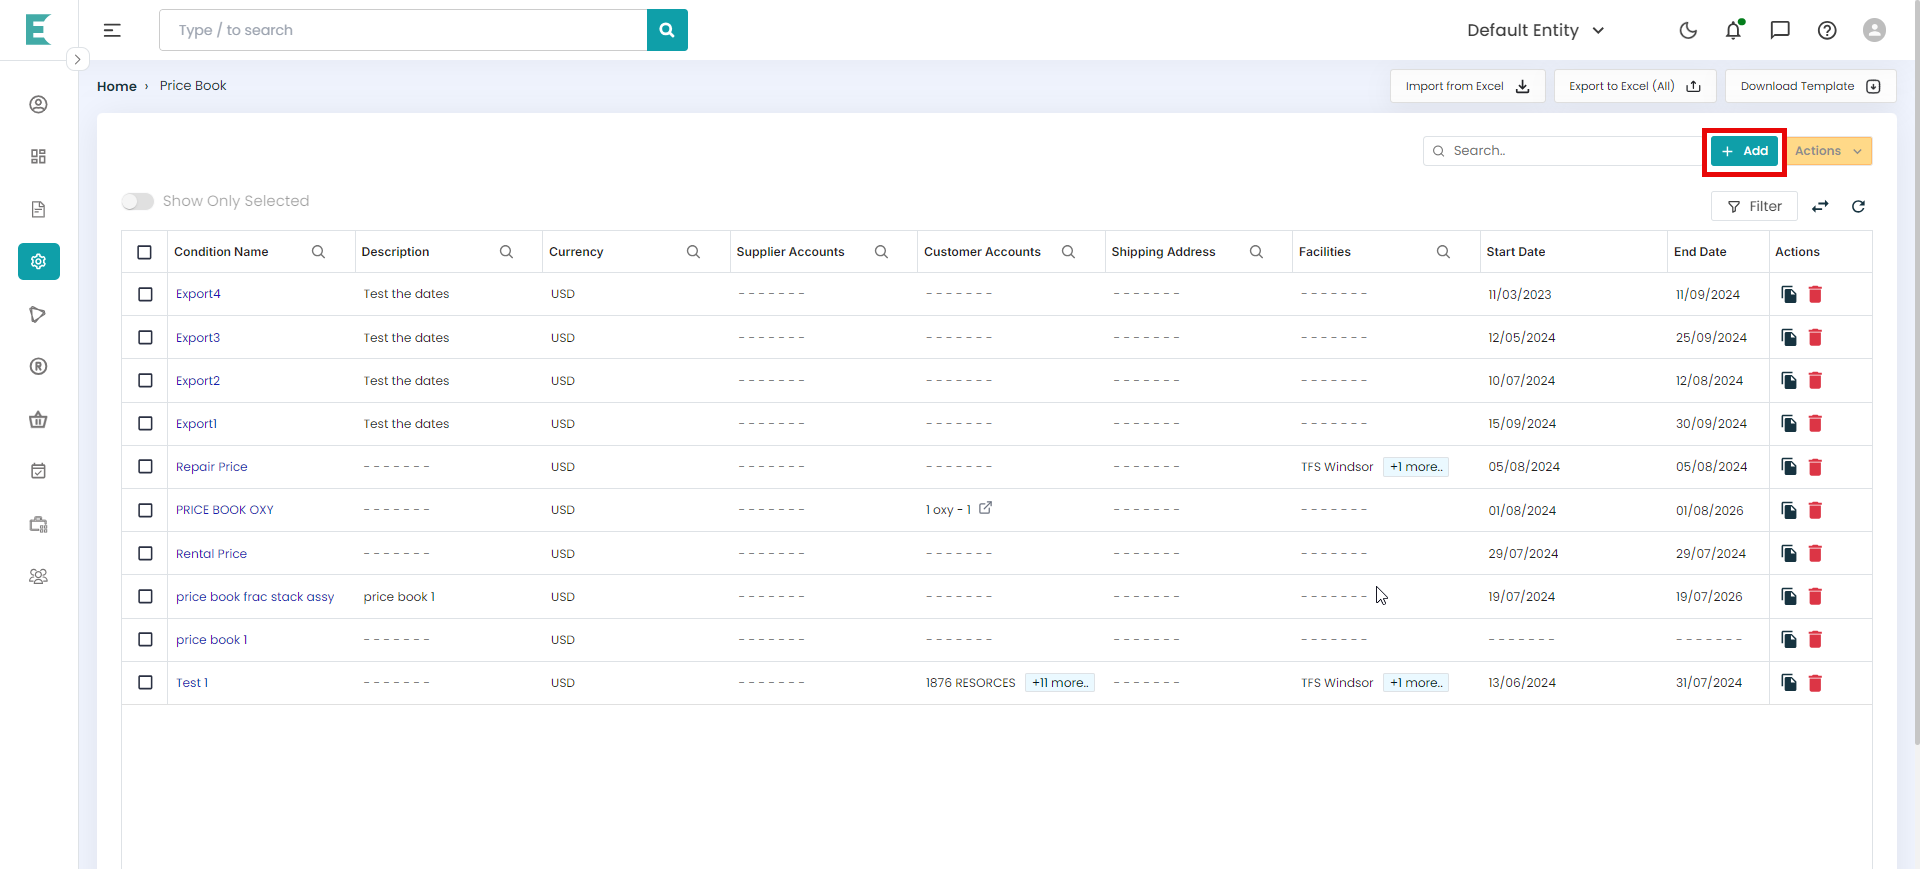 E
Type / to search
Default Entity
Home › Price Book
Import from Excel
Export to Excel (All)
Download Template
Search..
+ Add
Actions
Show Only Selected
Filter
Condition Name Description Currency Supplier Accounts Customer Accounts Shipping Address Facilities Start Date End Date Actions
Export4 Test the dates USD ------- ------- ------- ------- 11/03/2023 11/09/2024
Export3 Test the dates USD ------- ------- ------- ------- 12/05/2024 25/09/2024
Export2 Test the dates USD ------- ------- ------- ------- 10/07/2024 12/08/2024
Export1 Test the dates USD ------- ------- ------- ------- 15/09/2024 30/09/2024
Repair Price ------- USD ------- ------- ------- TFS Windsor +1 more.. 05/08/2024 05/08/2024
PRICE BOOK OXY ------- USD ------- 1 oxy - 1 ------- ------- 01/08/2024 01/08/2026
Rental Price ------- USD ------- ------- ------- ------- 29/07/2024 29/07/2024
price book frac stack assy price book 1 USD ------- ------- ------- ------- 19/07/2024 19/07/2026
price book 1 ------- USD ------- ------- ------- ------- ------- -------
Test 1 ------- USD ------- 1876 RESORCES +11 more.. ------- TFS Windsor +1 more.. 13/06/2024 31/07/2024